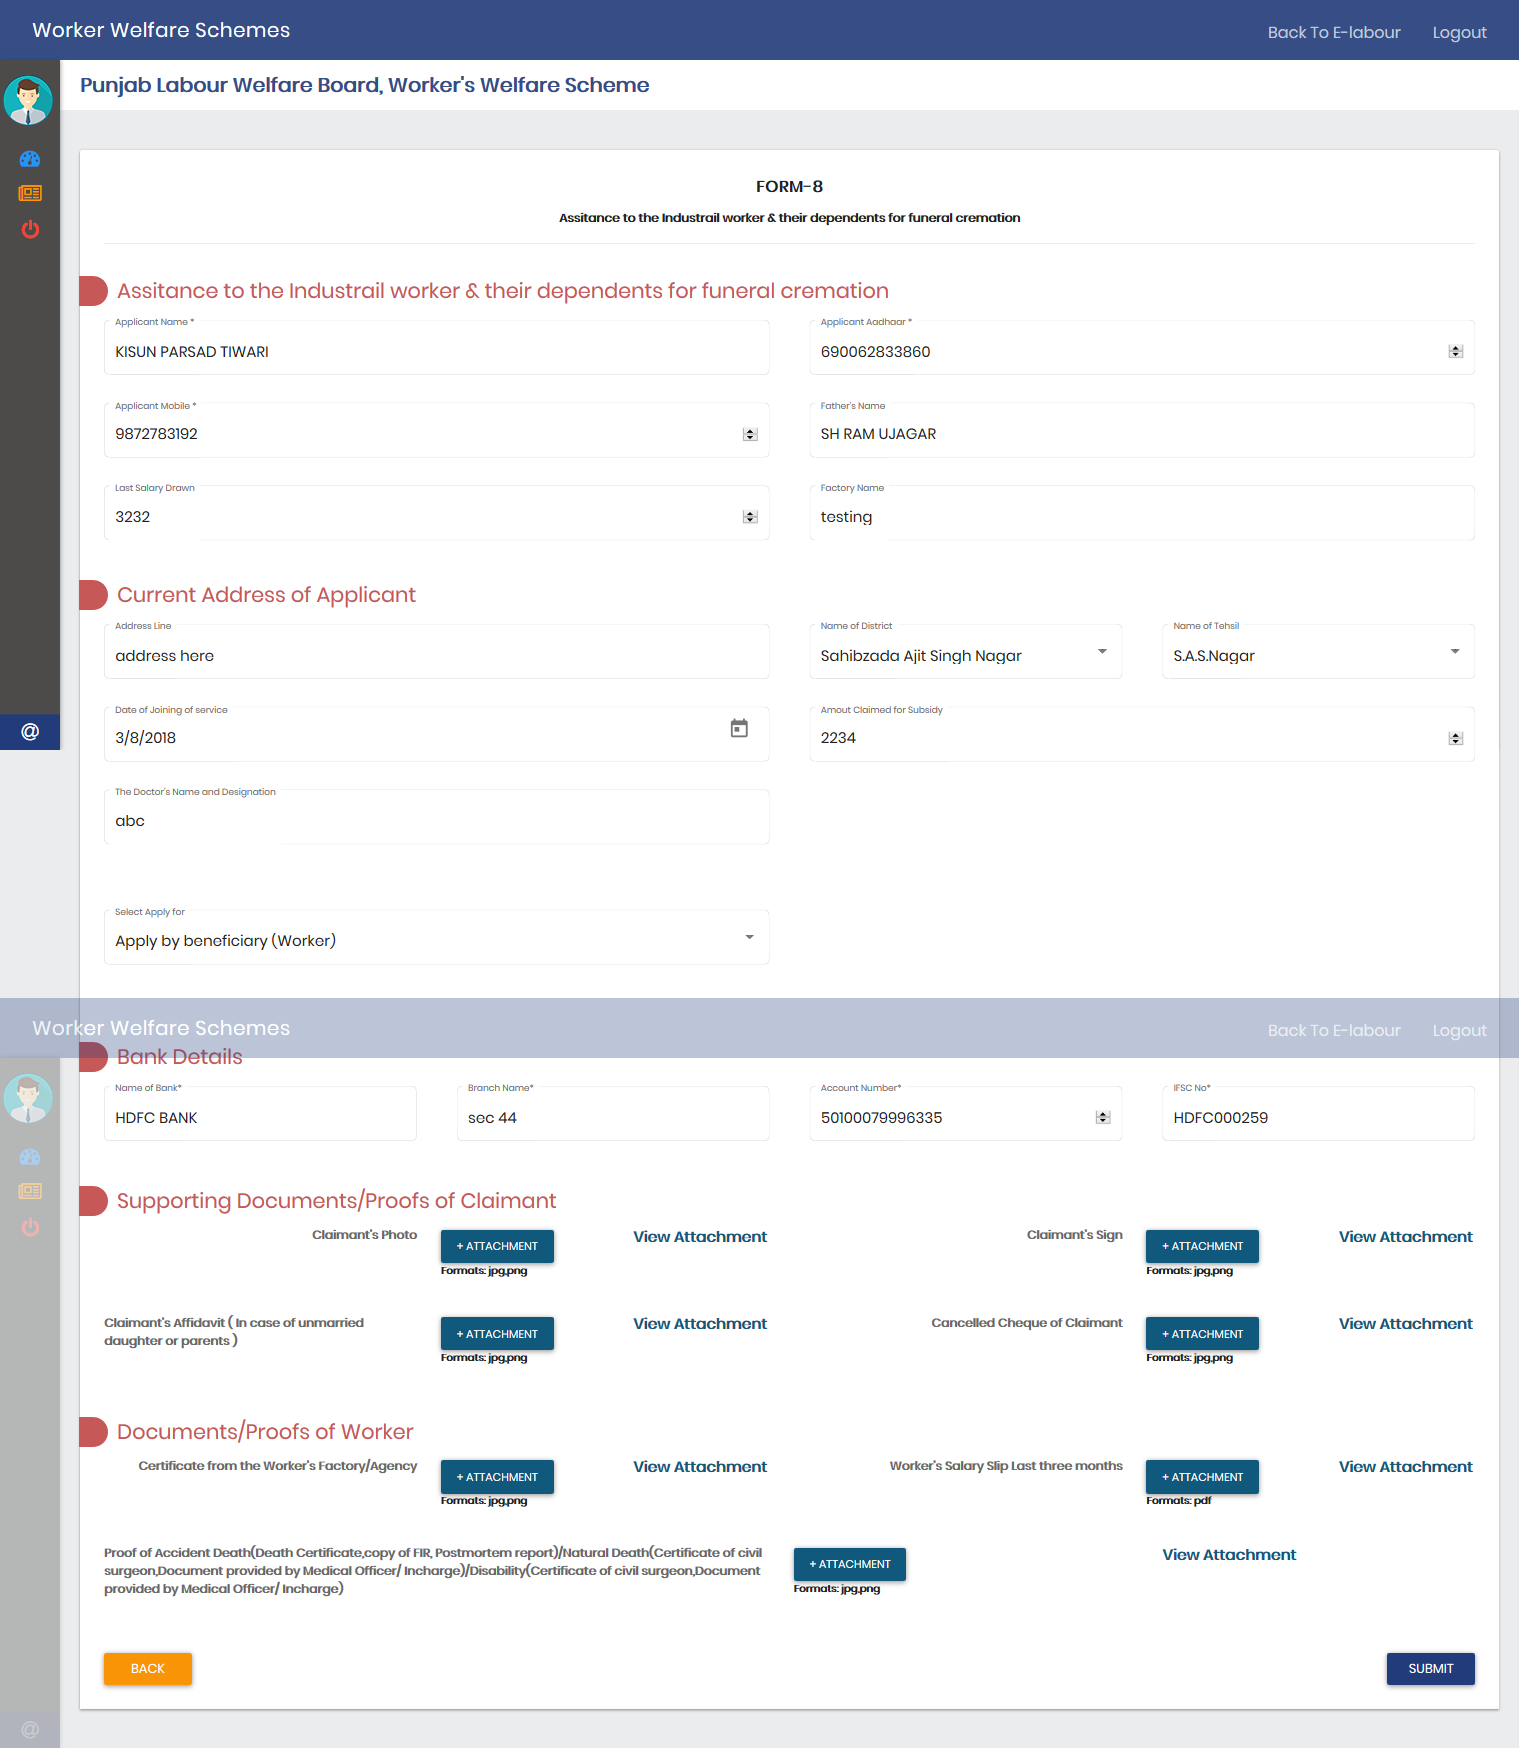 Worker Welfare Schemes
Back To E-labour Logout
Punjab Labour Welfare Board, Worker's Welfare Scheme
FORM-8
Assitance to the Industrail worker & their dependents for funeral cremation
Assitance to the Industrail worker & their dependents for funeral cremation
Applicant Name *
KISUN PARSAD TIWARI
Applicant Aadhaar *
690062833860
Applicant Mobile *
9872783192
Father's Name
SH RAM UJAGAR
Last Salary Drawn
3232
Factory Name
testing
Current Address of Applicant
Address Line
address here
Name of District
Sahibzada Ajit Singh Nagar
Name of Tehsil
S.A.S.Nagar
Date of Joining of service
3/8/2018
Amout Claimed for Subsidy
2234
@
The Doctor's Name and Designation
abc
Select Apply for
Apply by beneficiary (Worker)
Worker Welfare Schemes
Back To E-labour Logout
Bank Details
Name of Bank*
HDFC BANK
Branch Name*
sec 44
Account Number*
50100079996335
IFSC No*
HDFC000259
Supporting Documents/Proofs of Claimant
Claimant's Photo
+ ATTACHMENT
Formats: jpg,png
View Attachment
Claimant's Sign
+ ATTACHMENT
Formats: jpg,png
View Attachment
Claimant's Affidavit ( In case of unmarried
daughter or parents )
+ ATTACHMENT
Formats: jpg,png
View Attachment
Cancelled Cheque of Claimant
+ ATTACHMENT
Formats: jpg,png
View Attachment
Documents/Proofs of Worker
Certificate from the Worker's Factory/Agency
+ ATTACHMENT
Formats: jpg,png
View Attachment
Worker's Salary Slip Last three months
+ ATTACHMENT
Formats: pdf
View Attachment
Proof of Accident Death(Death Certificate,copy of FIR, Postmortem report)/Natural Death(Certificate of civil
surgeon,Document provided by Medical Officer/ Incharge)/Disability(Certificate of civil surgeon,Document
provided by Medical Officer/ Incharge)
+ ATTACHMENT
Formats: jpg,png
View Attachment
BACK
SUBMIT
@